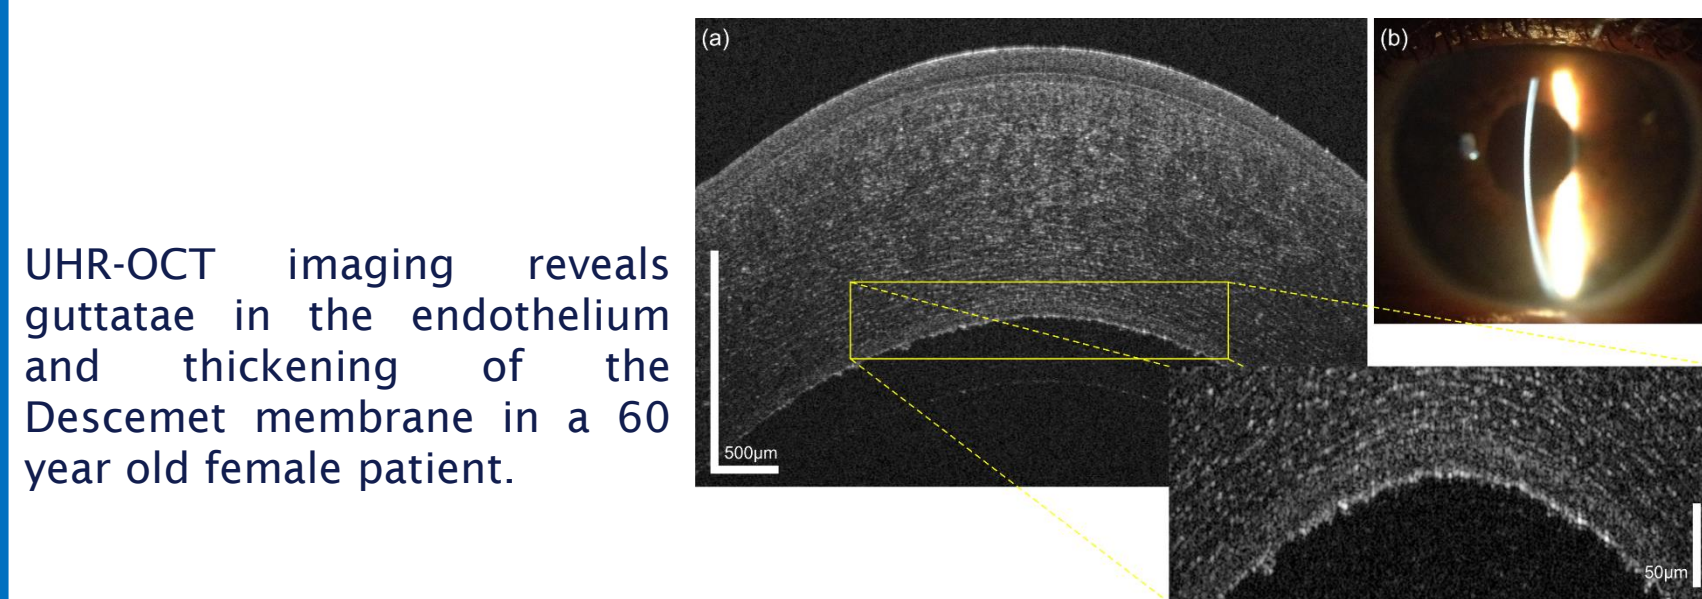 UHR-OCT imaging reveals
guttatae in the endothelium
and thickening of the
Descemet membrane in a 60
year old female patient.
(a)
(b)
500µm
50µm